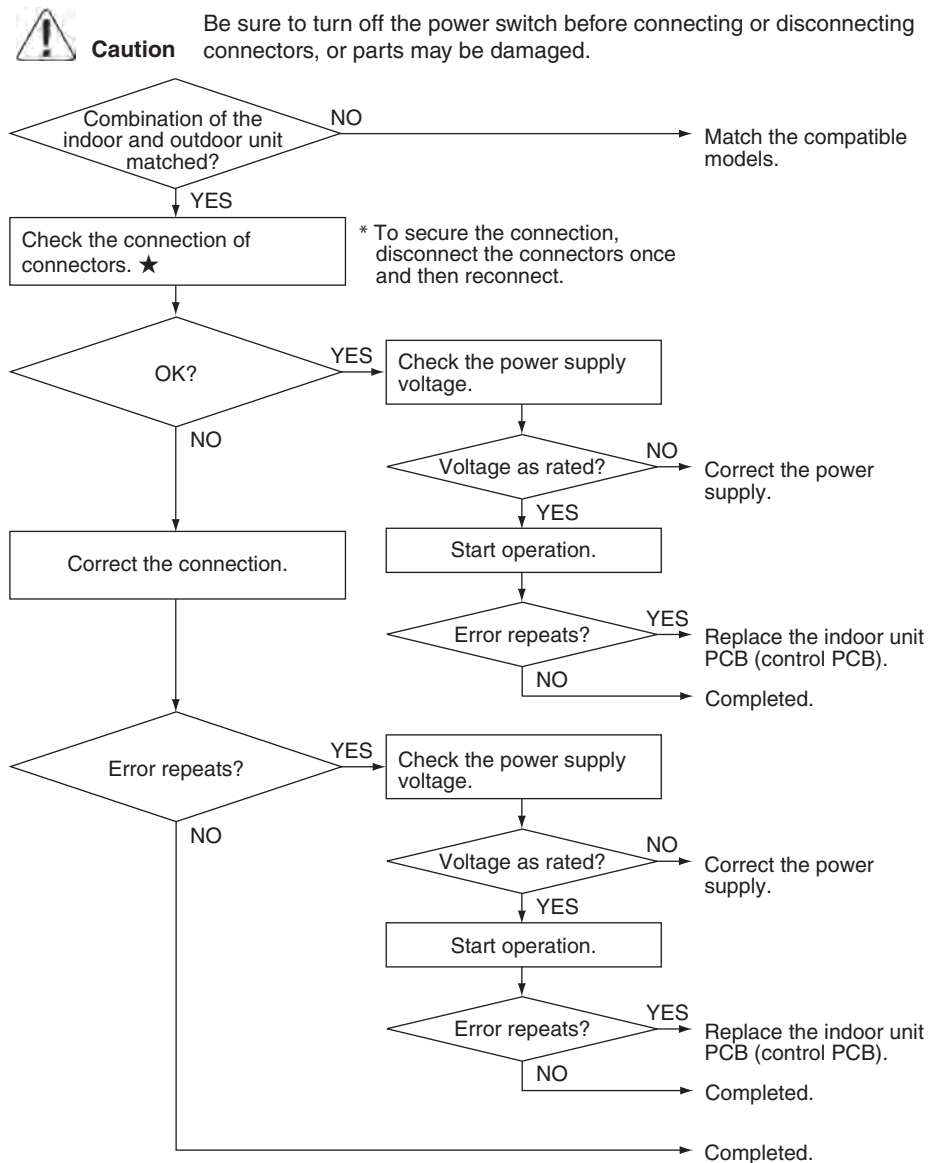 Caution
Be sure to turn off the power switch before connecting or disconnecting
connectors, or parts may be damaged.
Combination of the
indoor and outdoor unit
matched?
NO
Match the compatible
models.
YES
Check the connection of
connectors. ★
* To secure the connection,
disconnect the connectors once
and then reconnect.
OK?
YES
Check the power supply
voltage.
NO
Voltage as rated?
NO
Correct the power
supply.
YES
Start operation.
Correct the connection.
Error repeats?
YES
Replace the indoor unit
PCB (control PCB).
NO
Completed.
Error repeats?
YES
Check the power supply
voltage.
NO
Voltage as rated?
NO
Correct the power
supply.
YES
Start operation.
Error repeats?
YES
Replace the indoor unit
PCB (control PCB).
NO
Completed.
Completed.